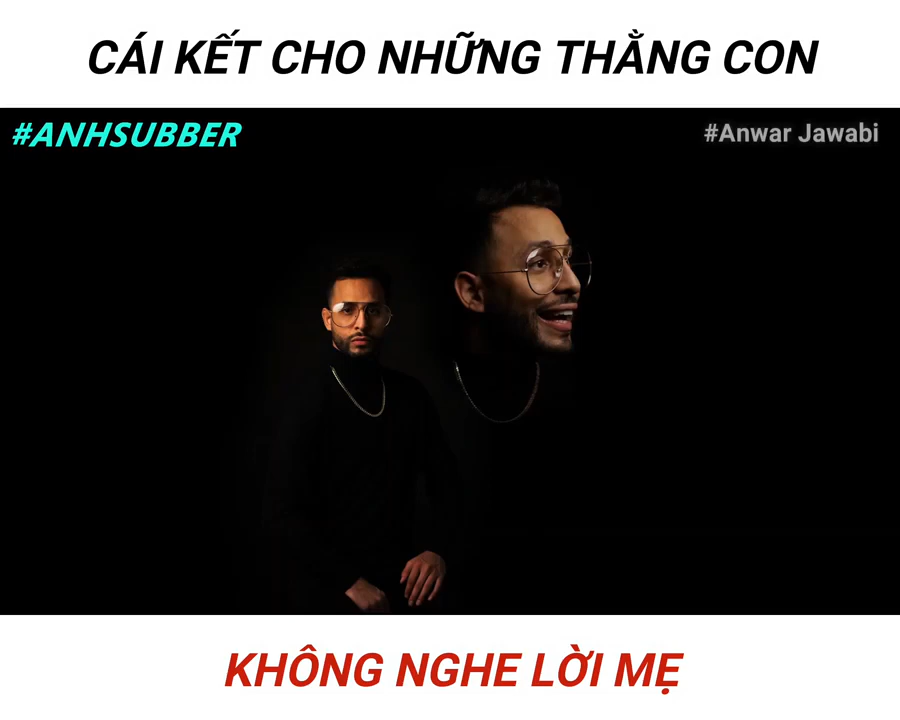 CÁI KẾT CHO NHỮNG THẰNG CON
#ANHSUBBER
#Anwar Jawabi
KHÔNG NGHE LỜI MẸ